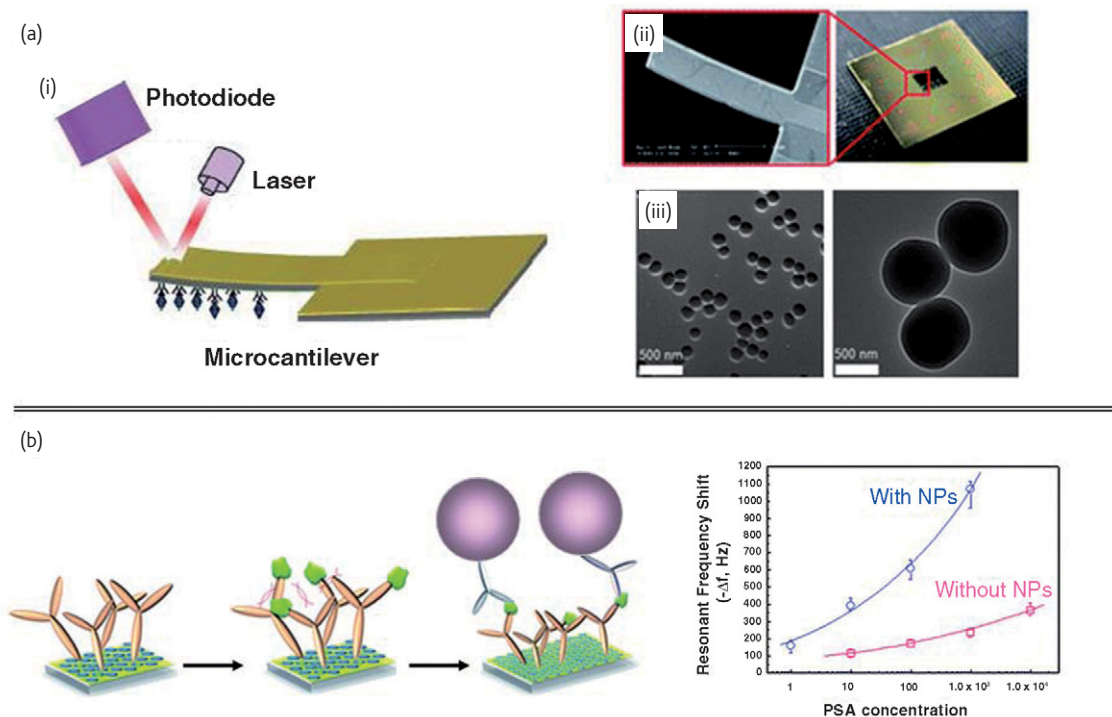 (a)
(i)
Photodiode
Laser
Microcantilever
(ii)
(iii)
500 nm
500 nm
(b)
Resonant Frequency Shift
(-Δf, Hz)
1200
1100
1000
900
800
700
600
500
400
300
200
100
With NPs
Without NPs
1 10 100 1.0 x 10³ 1.0 x 10⁴
PSA concentration